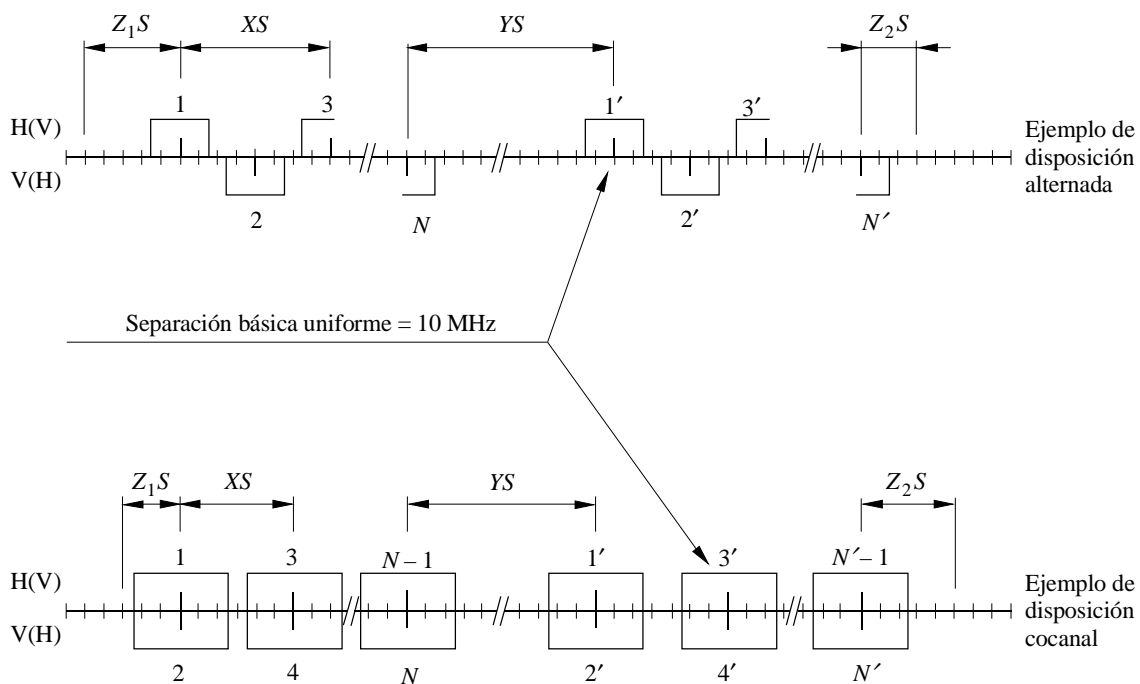 Z₁S XS YS Z₂S
1 3 1′ 3′
H(V)
V(H)
2 N 2′ N′
Ejemplo de
disposición
alternada
Separación básica uniforme = 10 MHz
Z₁S XS YS Z₂S
1 3 N – 1 1′ 3′ N′ – 1
H(V)
V(H)
2 4 N 2′ 4′ N′
Ejemplo de
disposición
cocanal